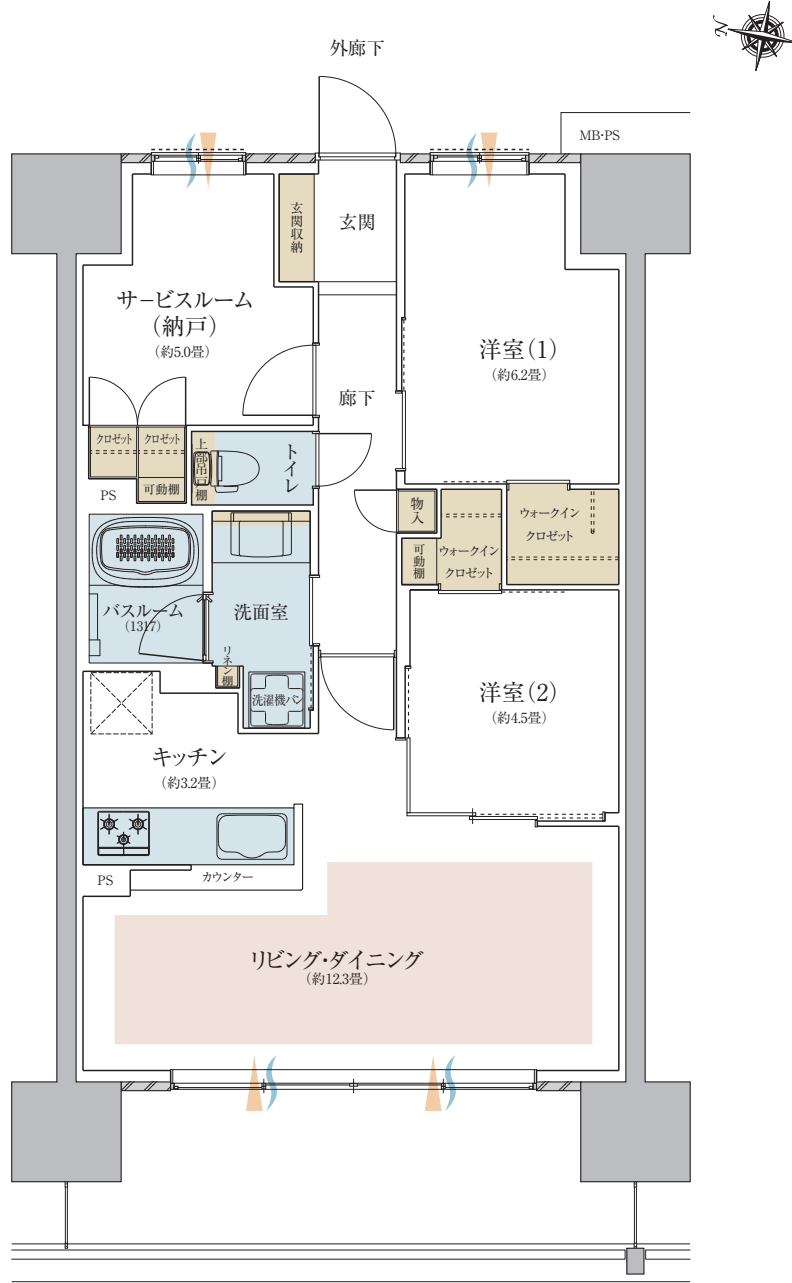 N
外廊下
MB・PS
玄関収納
玄関
サービスルーム
(納戸)
(約5.0畳)
洋室(1)
(約6.2畳)
廊下
クロゼット
クロゼット
上部吊戸棚
トイレ
PS
可動棚
物入
ウォークイン
クロゼット
可動棚
ウォークイン
クロゼット
バスルーム
(1317)
洗面室
リネン棚
洗濯機パン
洋室(2)
(約4.5畳)
キッチン
(約3.2畳)
PS
カウンター
リビング・ダイニング
(約12.3畳)